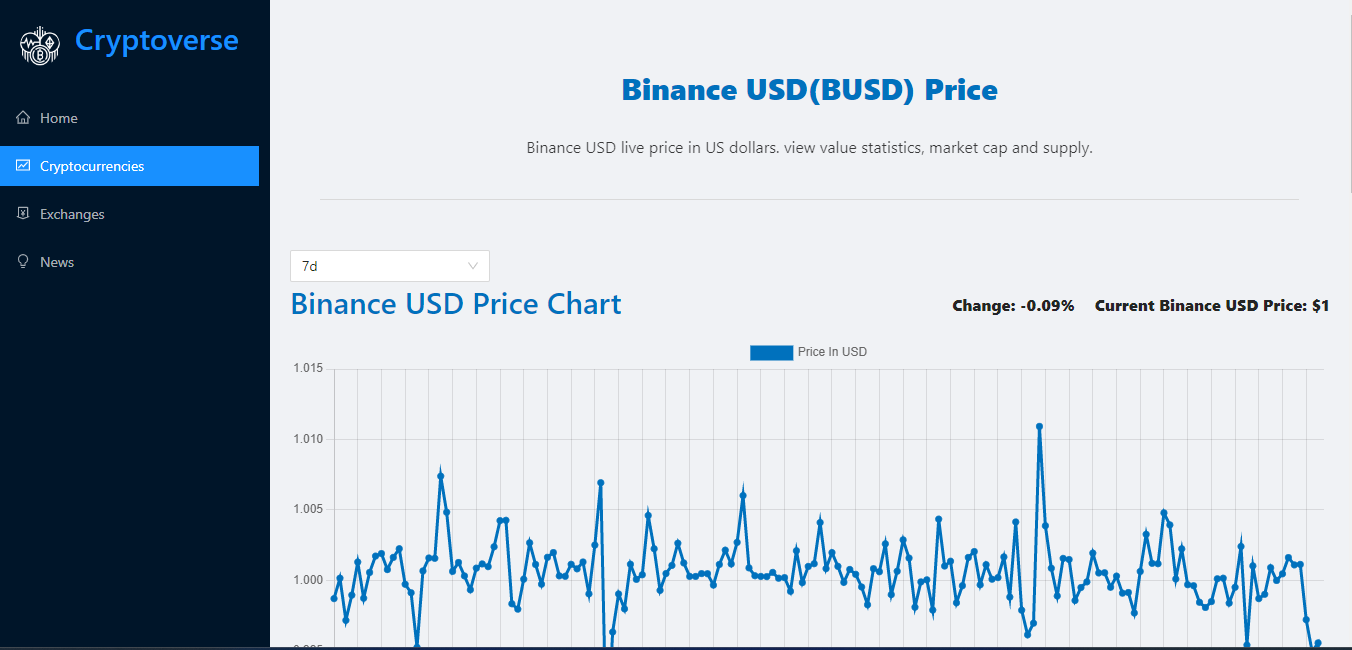 Cryptoverse
Home
Cryptocurrencies
Exchanges
News
Binance USD(BUSD) Price
Binance USD live price in US dollars. view value statistics, market cap and supply.
7d
Binance USD Price Chart
Change: -0.09% Current Binance USD Price: $1
Price In USD
1.015
1.010
1.005
1.000